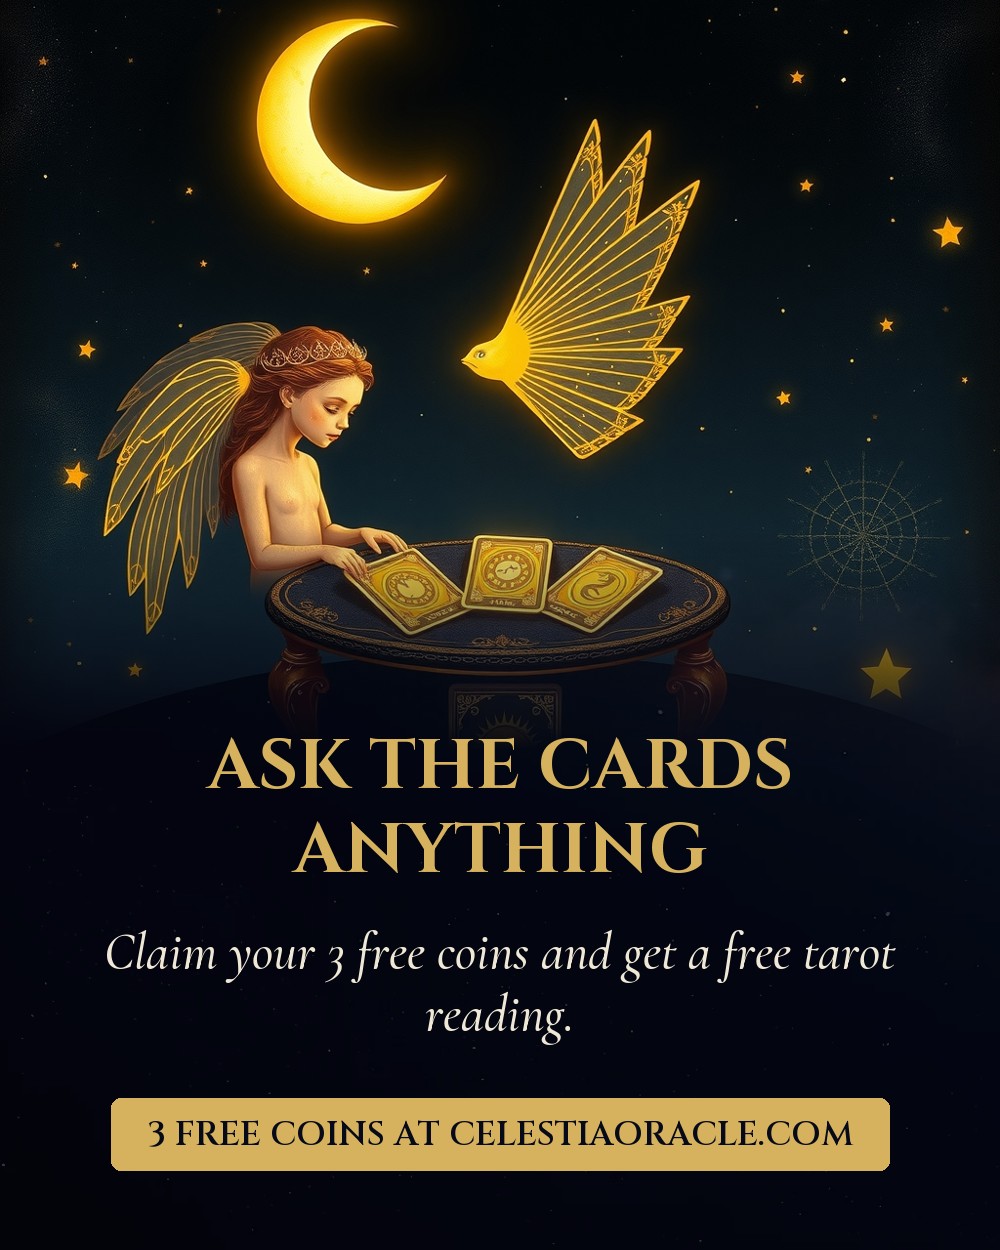 ASK THE CARDS
ANYTHING
Claim your 3 free coins and get a free tarot
reading.
3 FREE COINS AT CELESTIAORACLE.COM